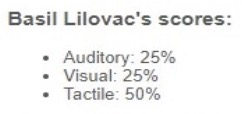 Basil Lilovac's scores:
• Auditory: 25%
• Visual: 25%
• Tactile: 50%